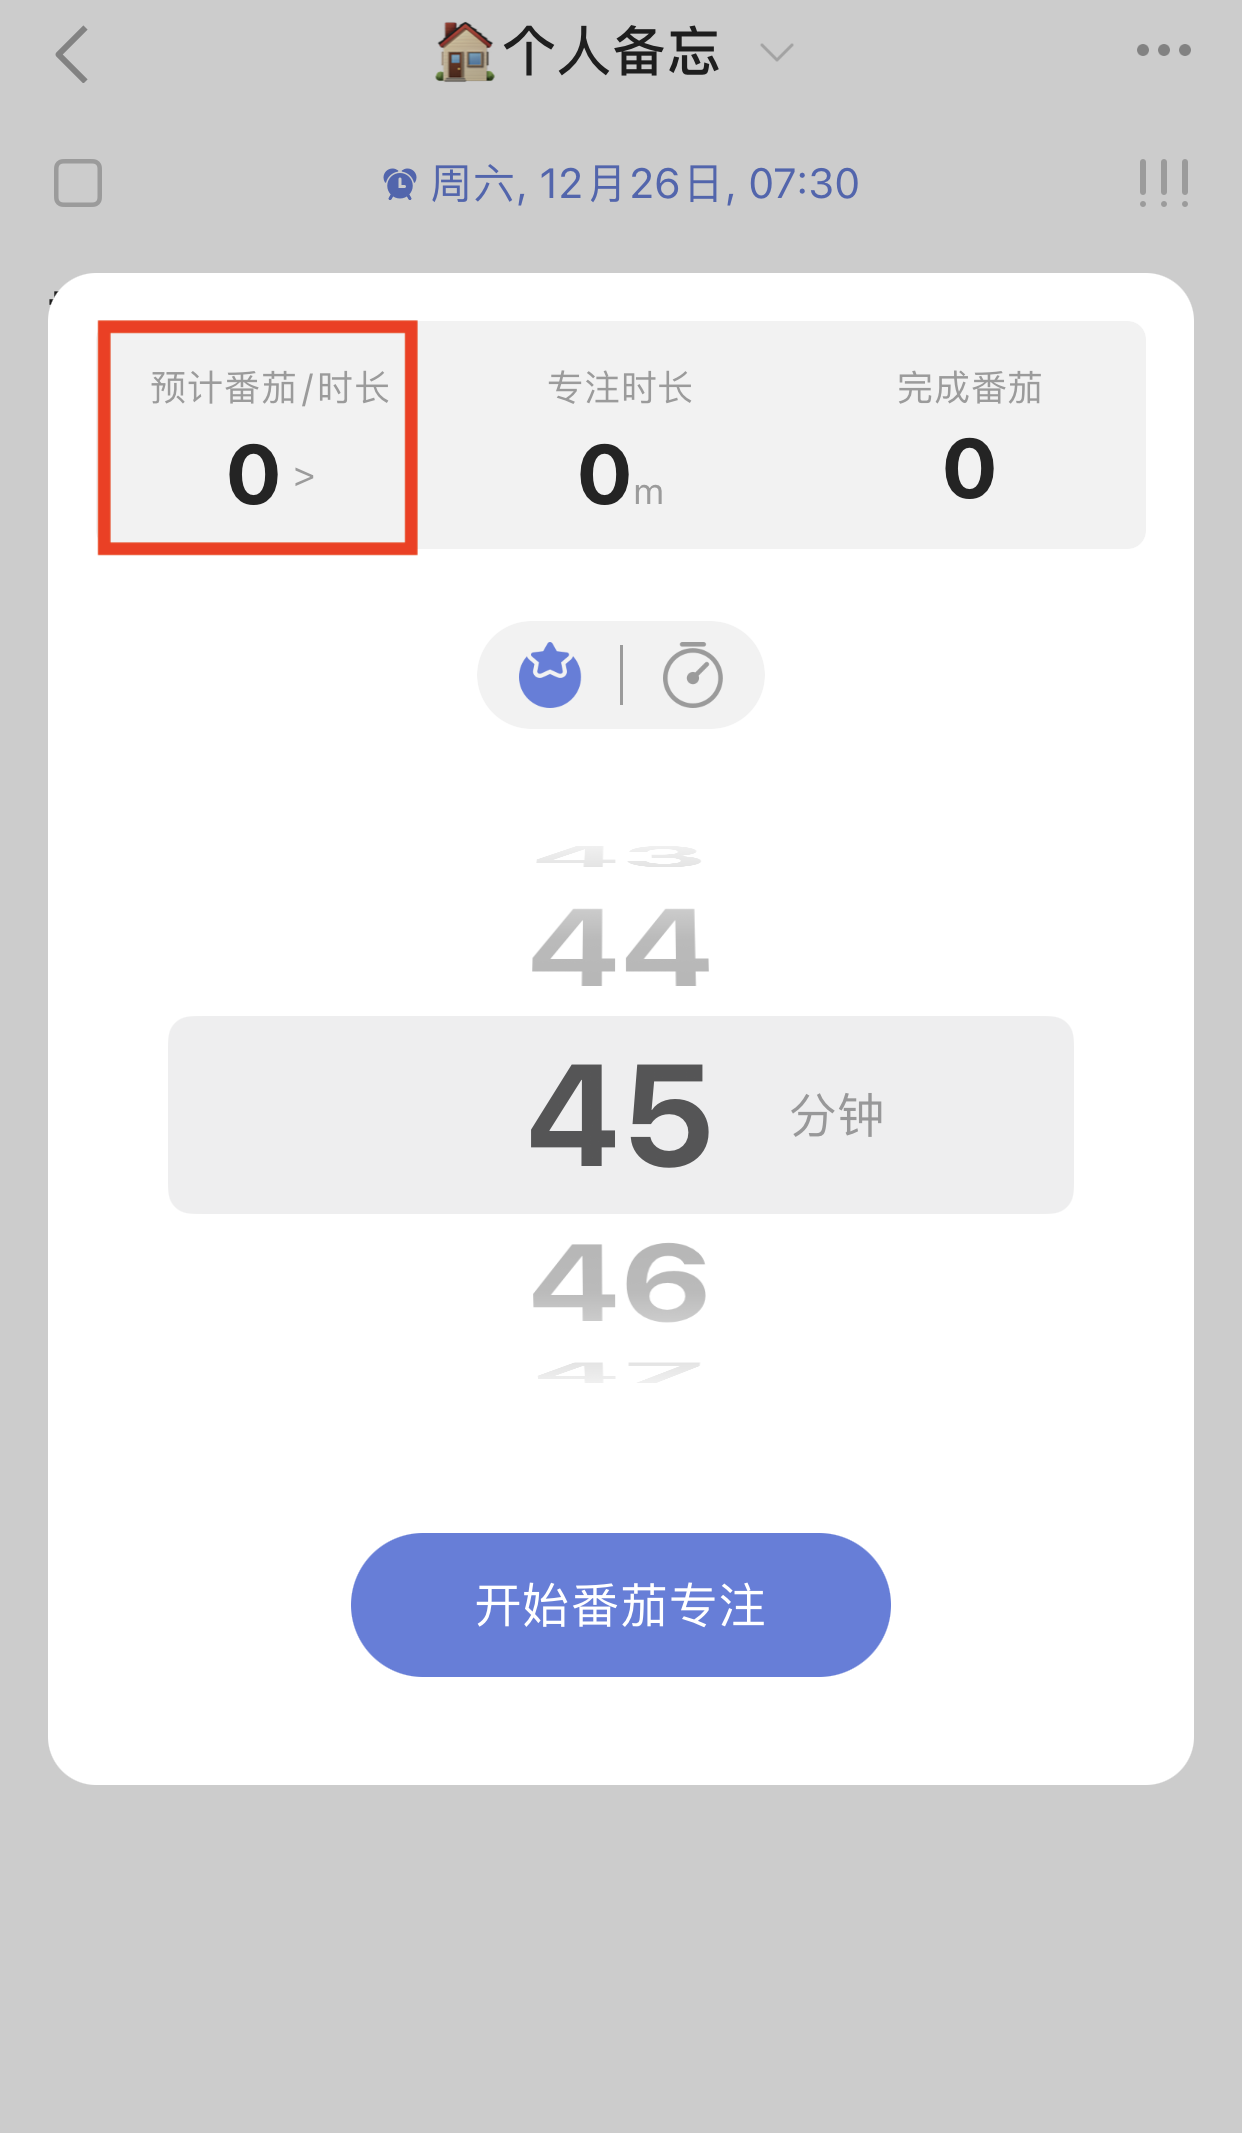 🏠个人备忘
周六, 12月26日, 07:30
预计番茄/时长
专注时长
完成番茄
0 >
0m
0
43
44
45 分钟
46
47
开始番茄专注